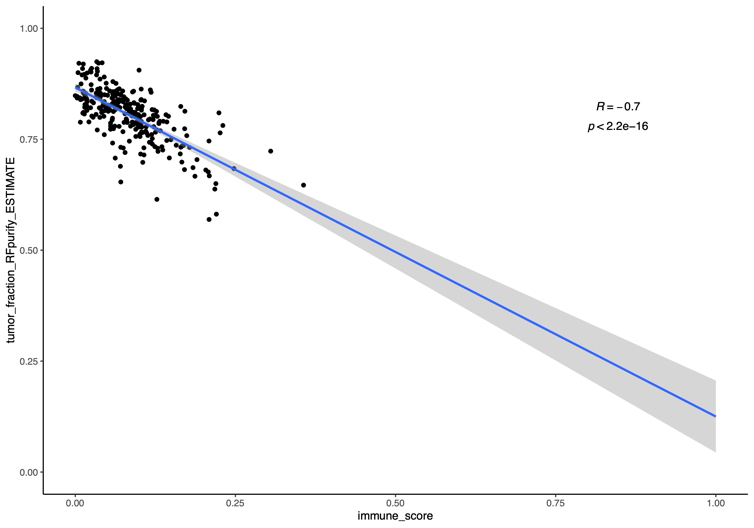 1.00
0.75
0.50
0.25
0.00
tumor_fraction_RFpurify_ESTIMATE
R = −0.7
p < 2.2e−16
0.00 0.25 0.50 0.75 1.00
immune_score